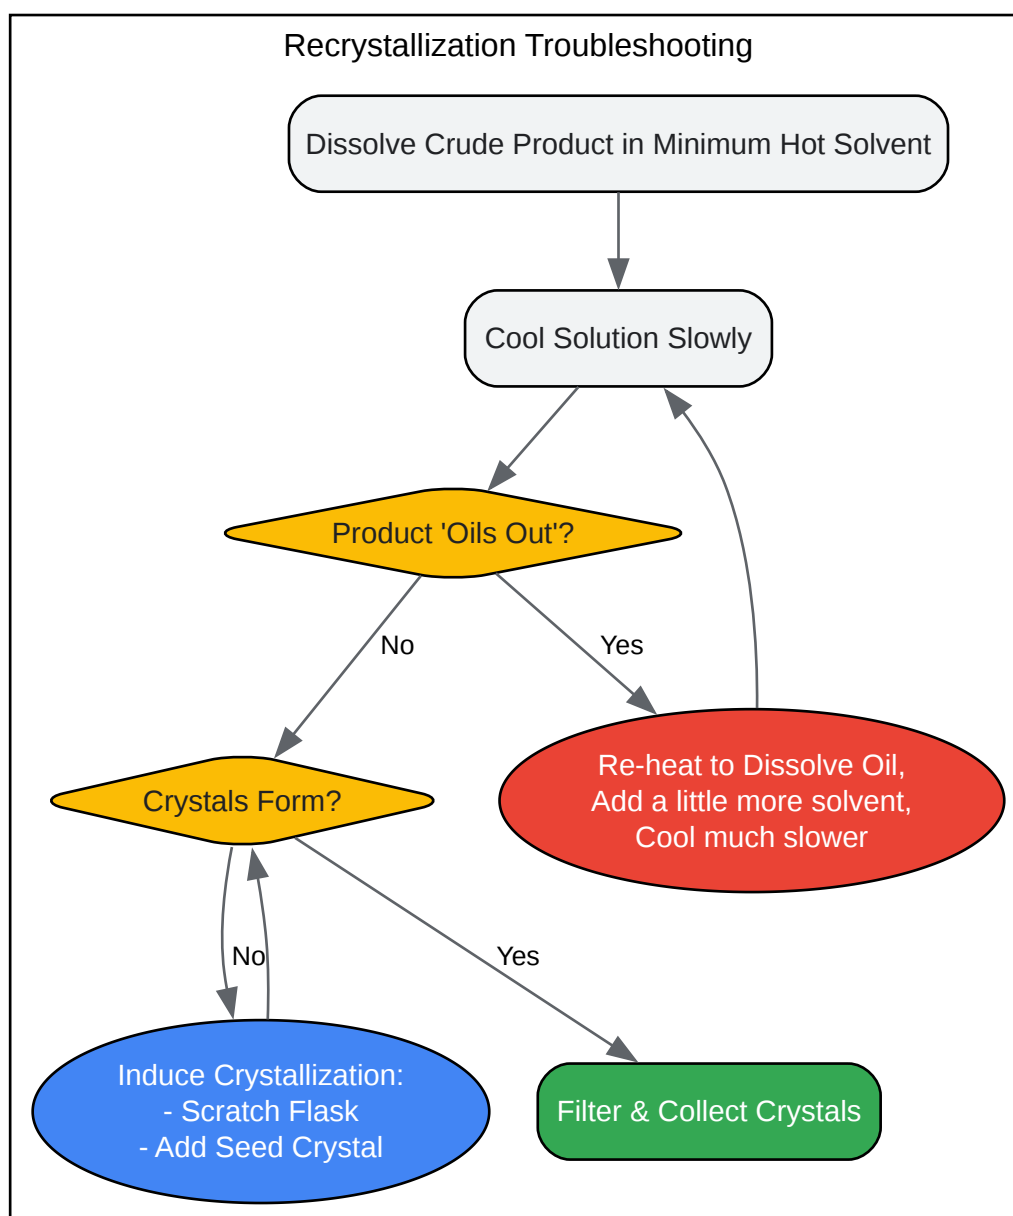 Recrystallization Troubleshooting
Dissolve Crude Product in Minimum Hot Solvent
Cool Solution Slowly
Product 'Oils Out'?
No
Yes
Crystals Form?
Re-heat to Dissolve Oil,
Add a little more solvent,
Cool much slower
No
Yes
Induce Crystallization:
- Scratch Flask
- Add Seed Crystal
Filter & Collect Crystals